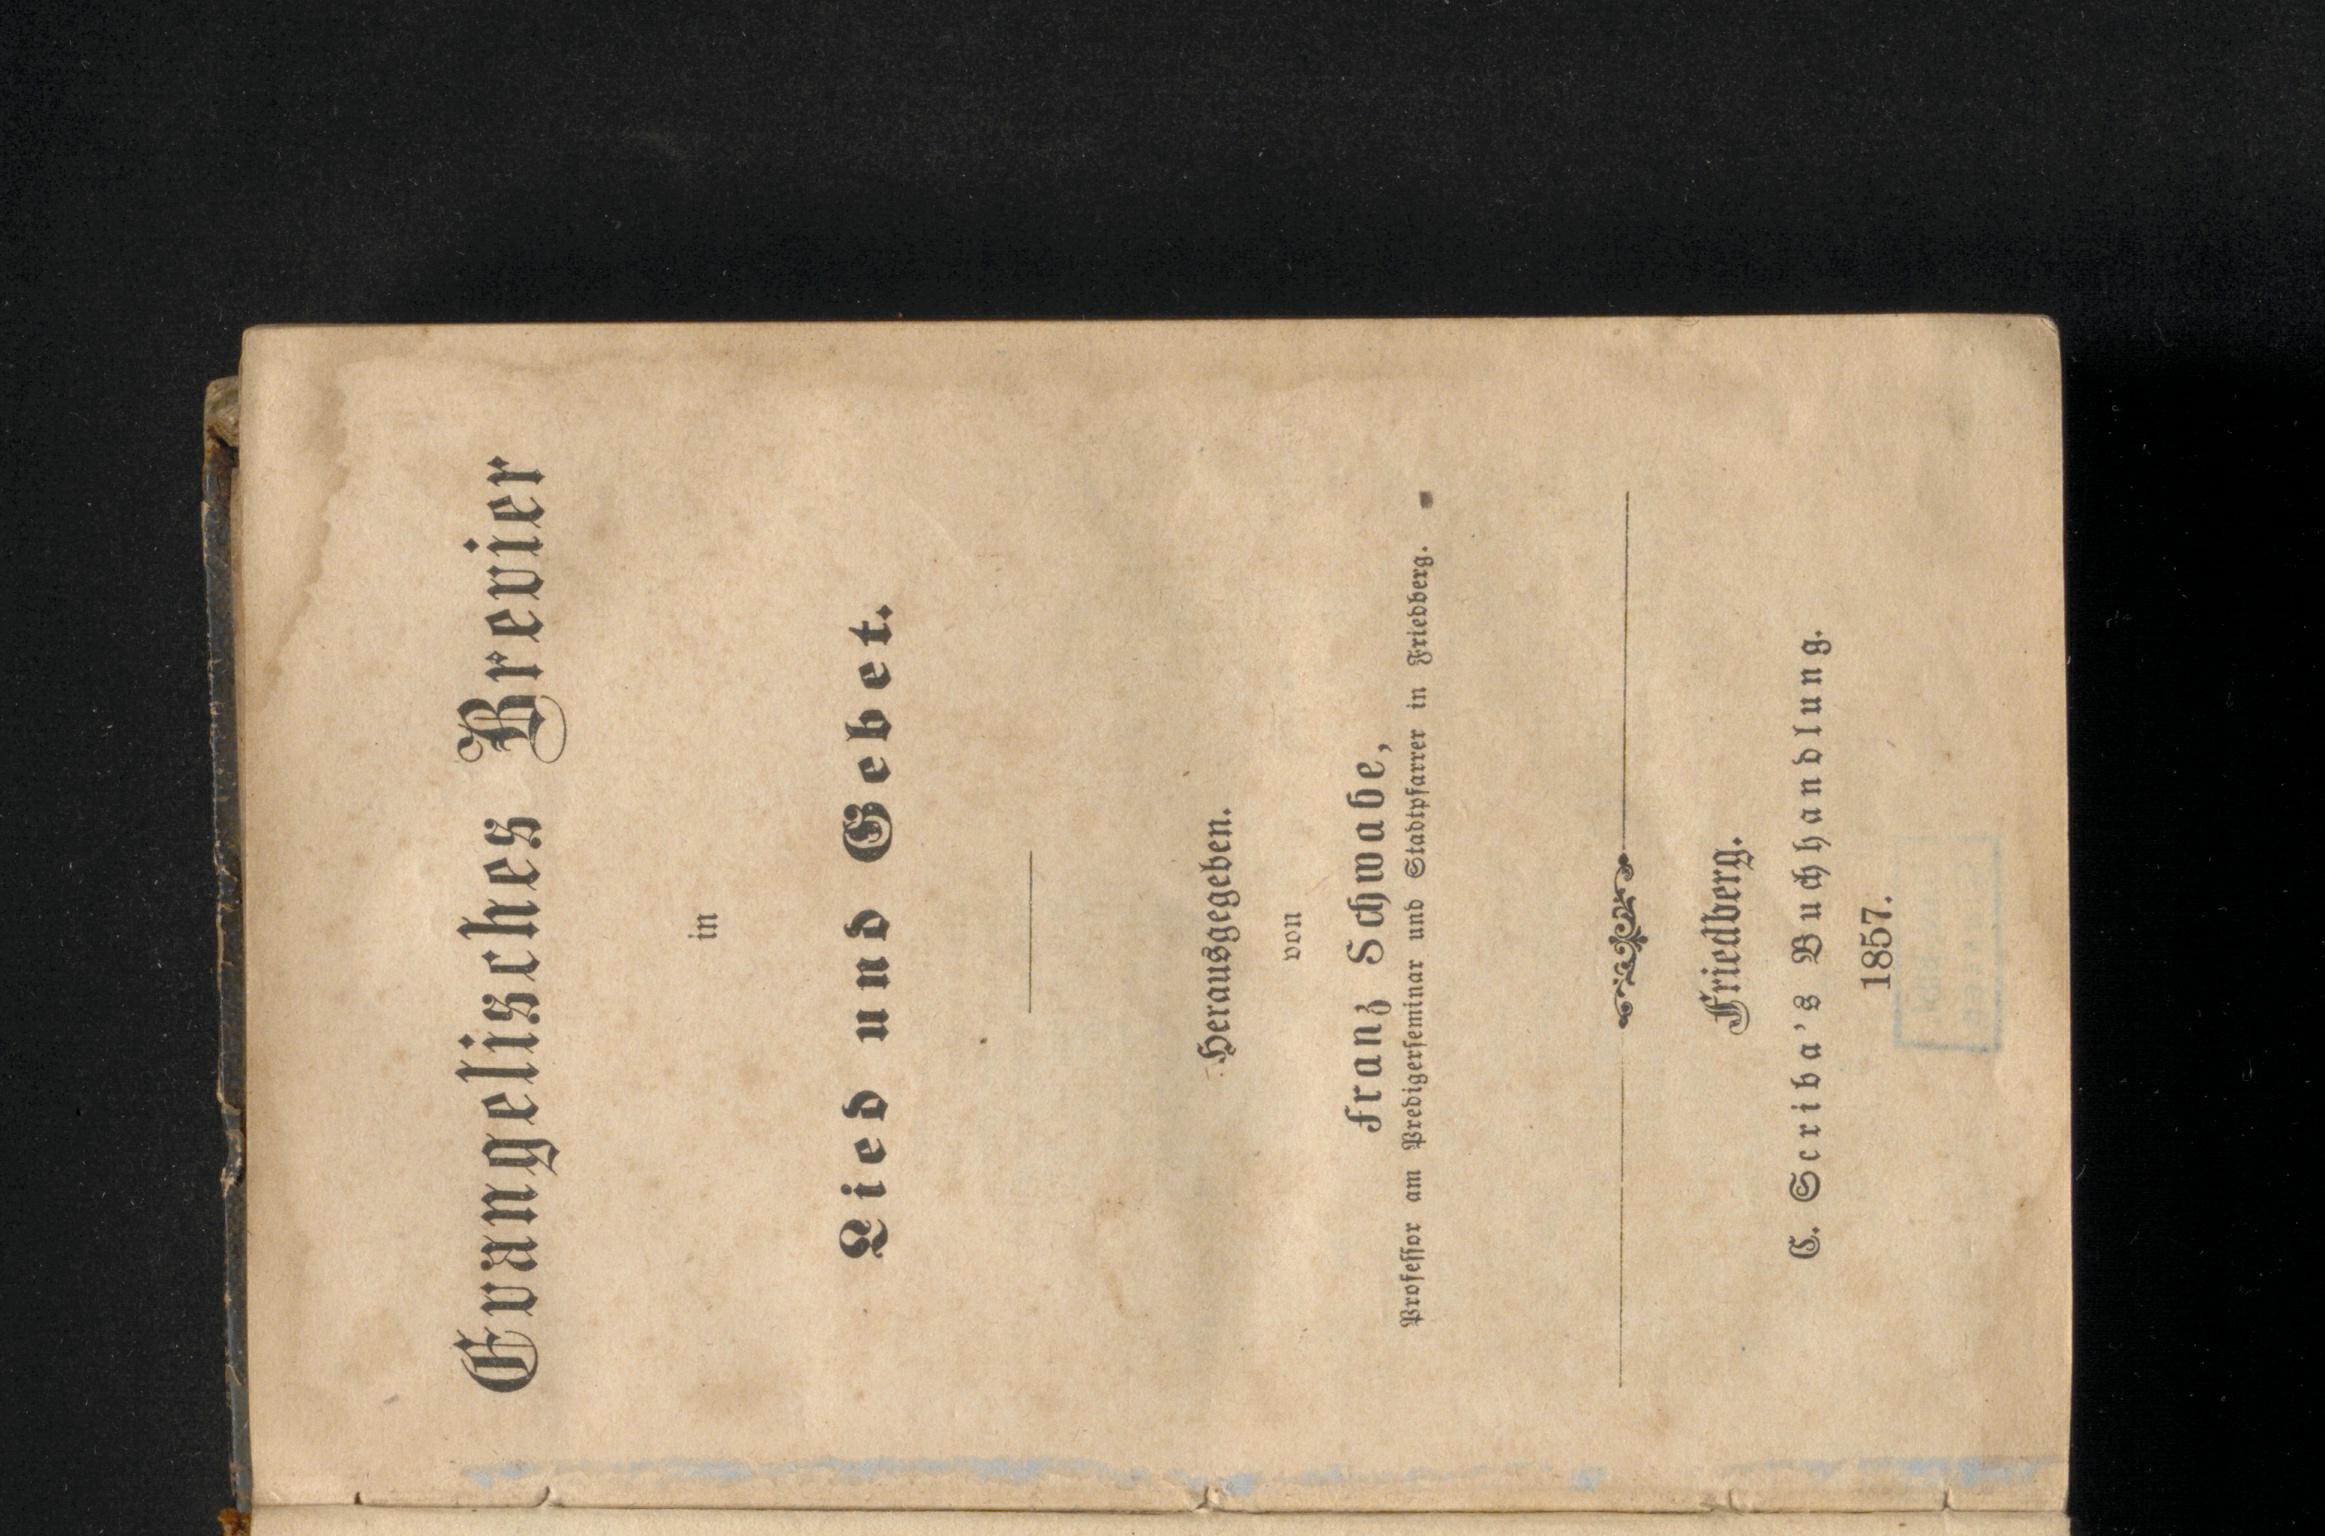 Evangelisches Brevier
in
Lied und Gebet.
Herausgegeben.
von
Franz Schwabe,
Professor am Predigerseminar und Stadtpfarrer in Friedberg.
Friedberg.
C. Scriba's Buchhandlung.
1857.